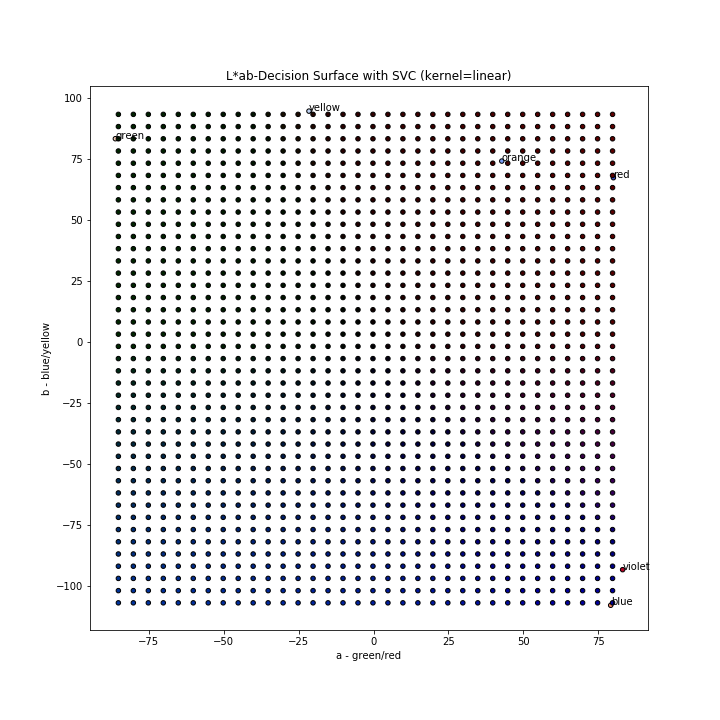 L*ab-Decision Surface with SVC (kernel=linear)
100
yellow
green
75
orange
red
50
25
0
b - blue/yellow
−25
−50
−75
violet
−100
blue
−75
−50
−25
0
25
50
75
a - green/red